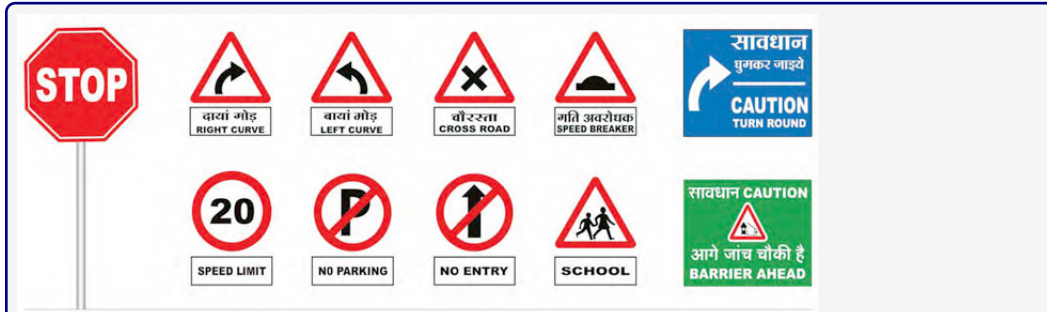 STOP
दायां मोड़
RIGHT CURVE
बायां मोड़
LEFT CURVE
चौरस्ता
CROSS ROAD
गति अवरोधक
SPEED BREAKER
सावधान
घुमकर जाइये
CAUTION
TURN ROUND
20
SPEED LIMIT
P
NO PARKING
NO ENTRY
SCHOOL
सावधान CAUTION
आगे जांच चौकी है
BARRIER AHEAD